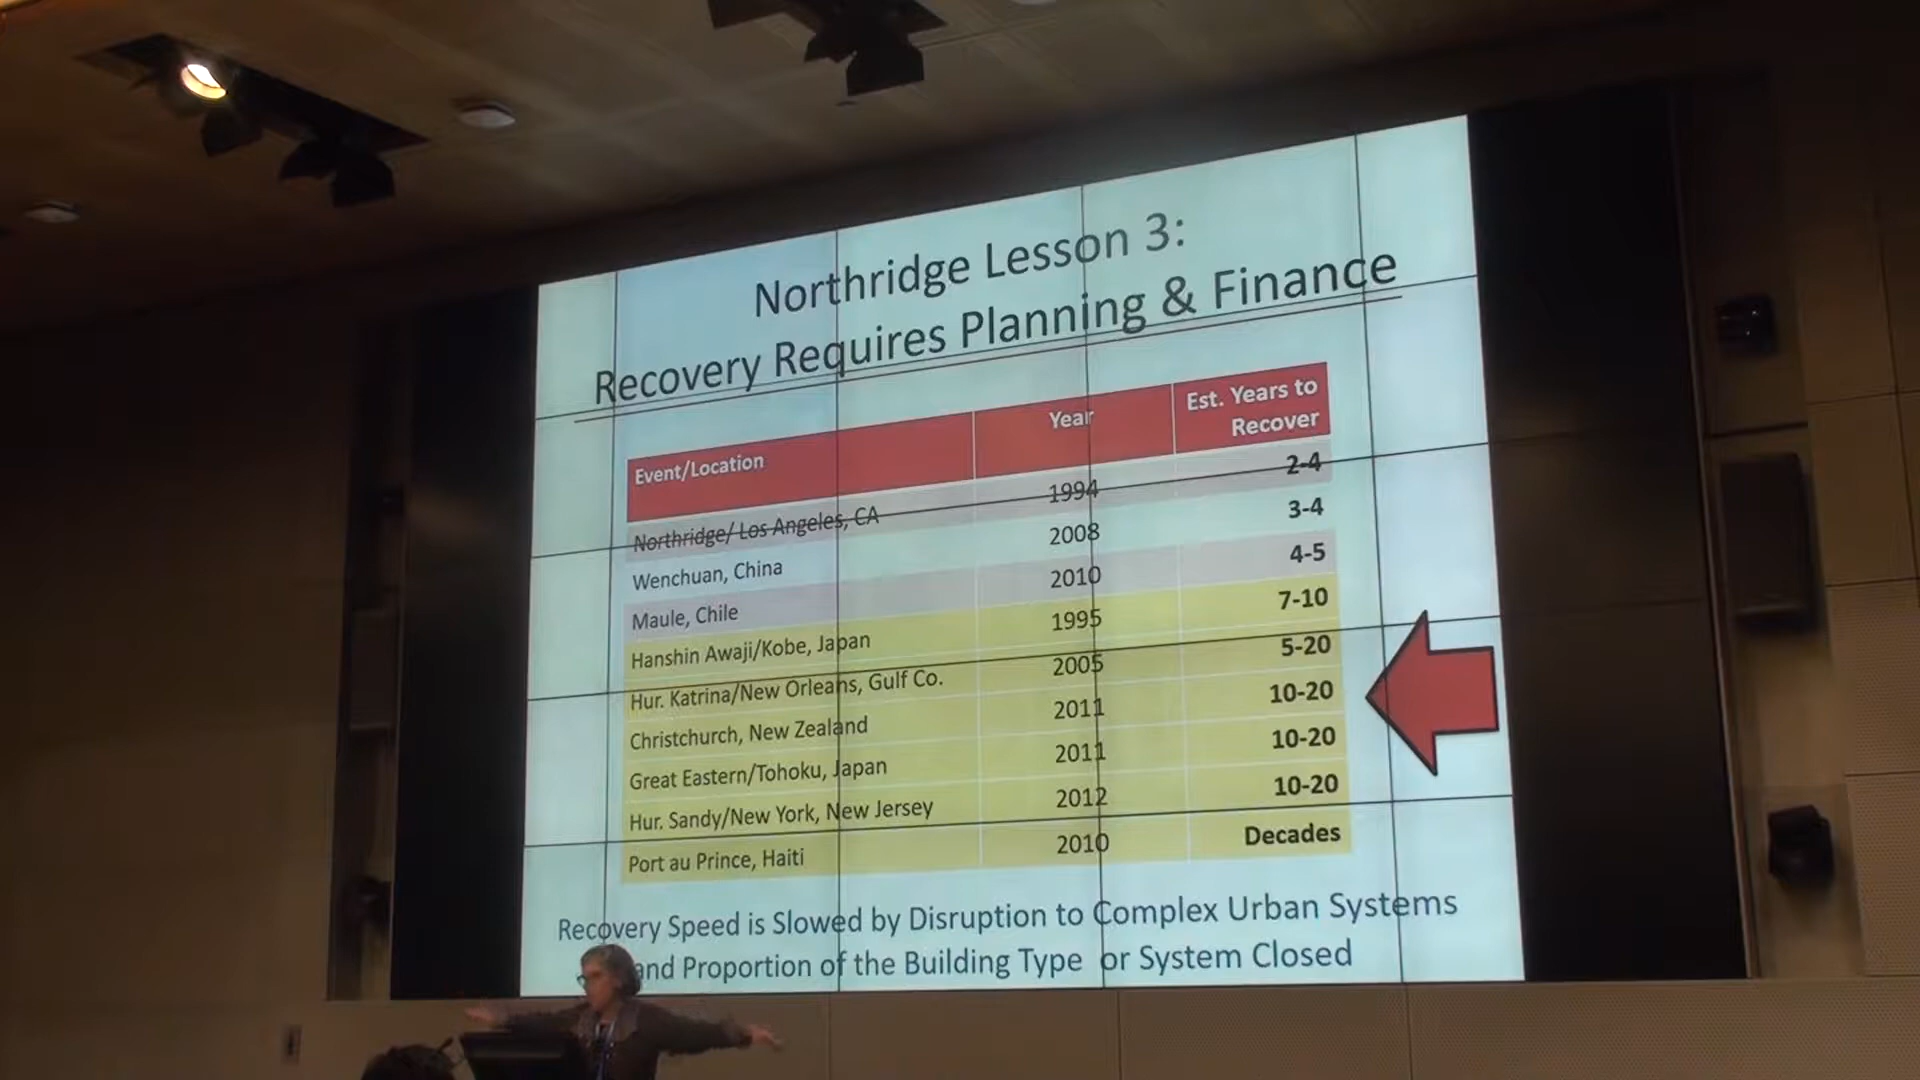 Northridge Lesson 3:
Recovery Requires Planning & Finance
Event/Location Year Est. Years to Recover
Northridge/ Los Angeles, CA 1994 2-4
Wenchuan, China 2008 3-4
Maule, Chile 2010 4-5
Hanshin Awaji/Kobe, Japan 1995 7-10
Hur. Katrina/New Orleans, Gulf Co. 2005 5-20
Christchurch, New Zealand 2011 10-20
Great Eastern/Tohoku, Japan 2011 10-20
Hur. Sandy/New York, New Jersey 2012 10-20
Port au Prince, Haiti 2010 Decades
Recovery Speed is Slowed by Disruption to Complex Urban Systems
and Proportion of the Building Type or System Closed